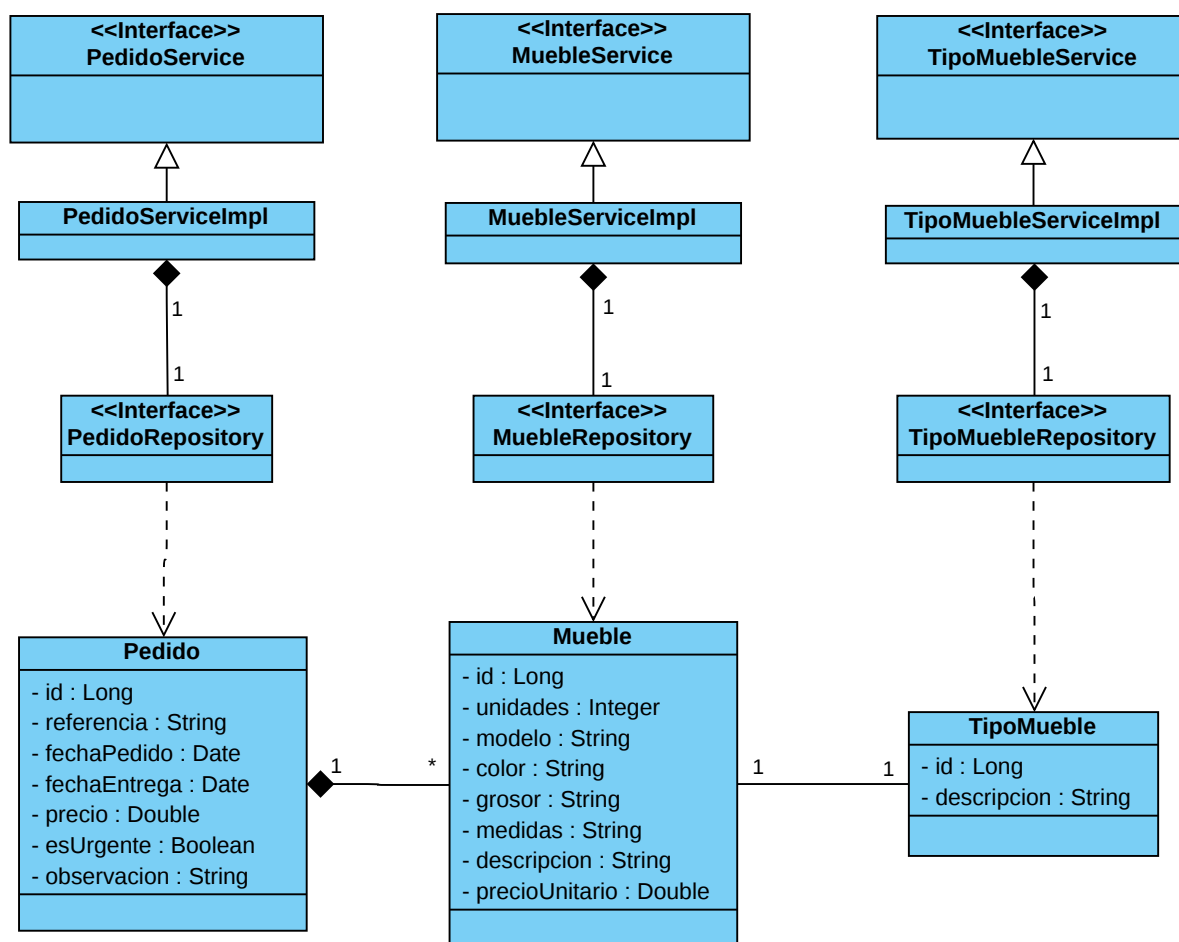 <<Interface>>
PedidoService
<<Interface>>
MuebleService
<<Interface>>
TipoMuebleService
PedidoServiceImpl
MuebleServiceImpl
TipoMuebleServiceImpl
1
1
1
1
1
1
<<Interface>>
PedidoRepository
<<Interface>>
MuebleRepository
<<Interface>>
TipoMuebleRepository
Pedido
- id : Long
- referencia : String
- fechaPedido : Date
- fechaEntrega : Date
- precio : Double
- esUrgente : Boolean
- observacion : String
1
*
Mueble
- id : Long
- unidades : Integer
- modelo : String
- color : String
- grosor : String
- medidas : String
- descripcion : String
- precioUnitario : Double
1
1
TipoMueble
- id : Long
- descripcion : String